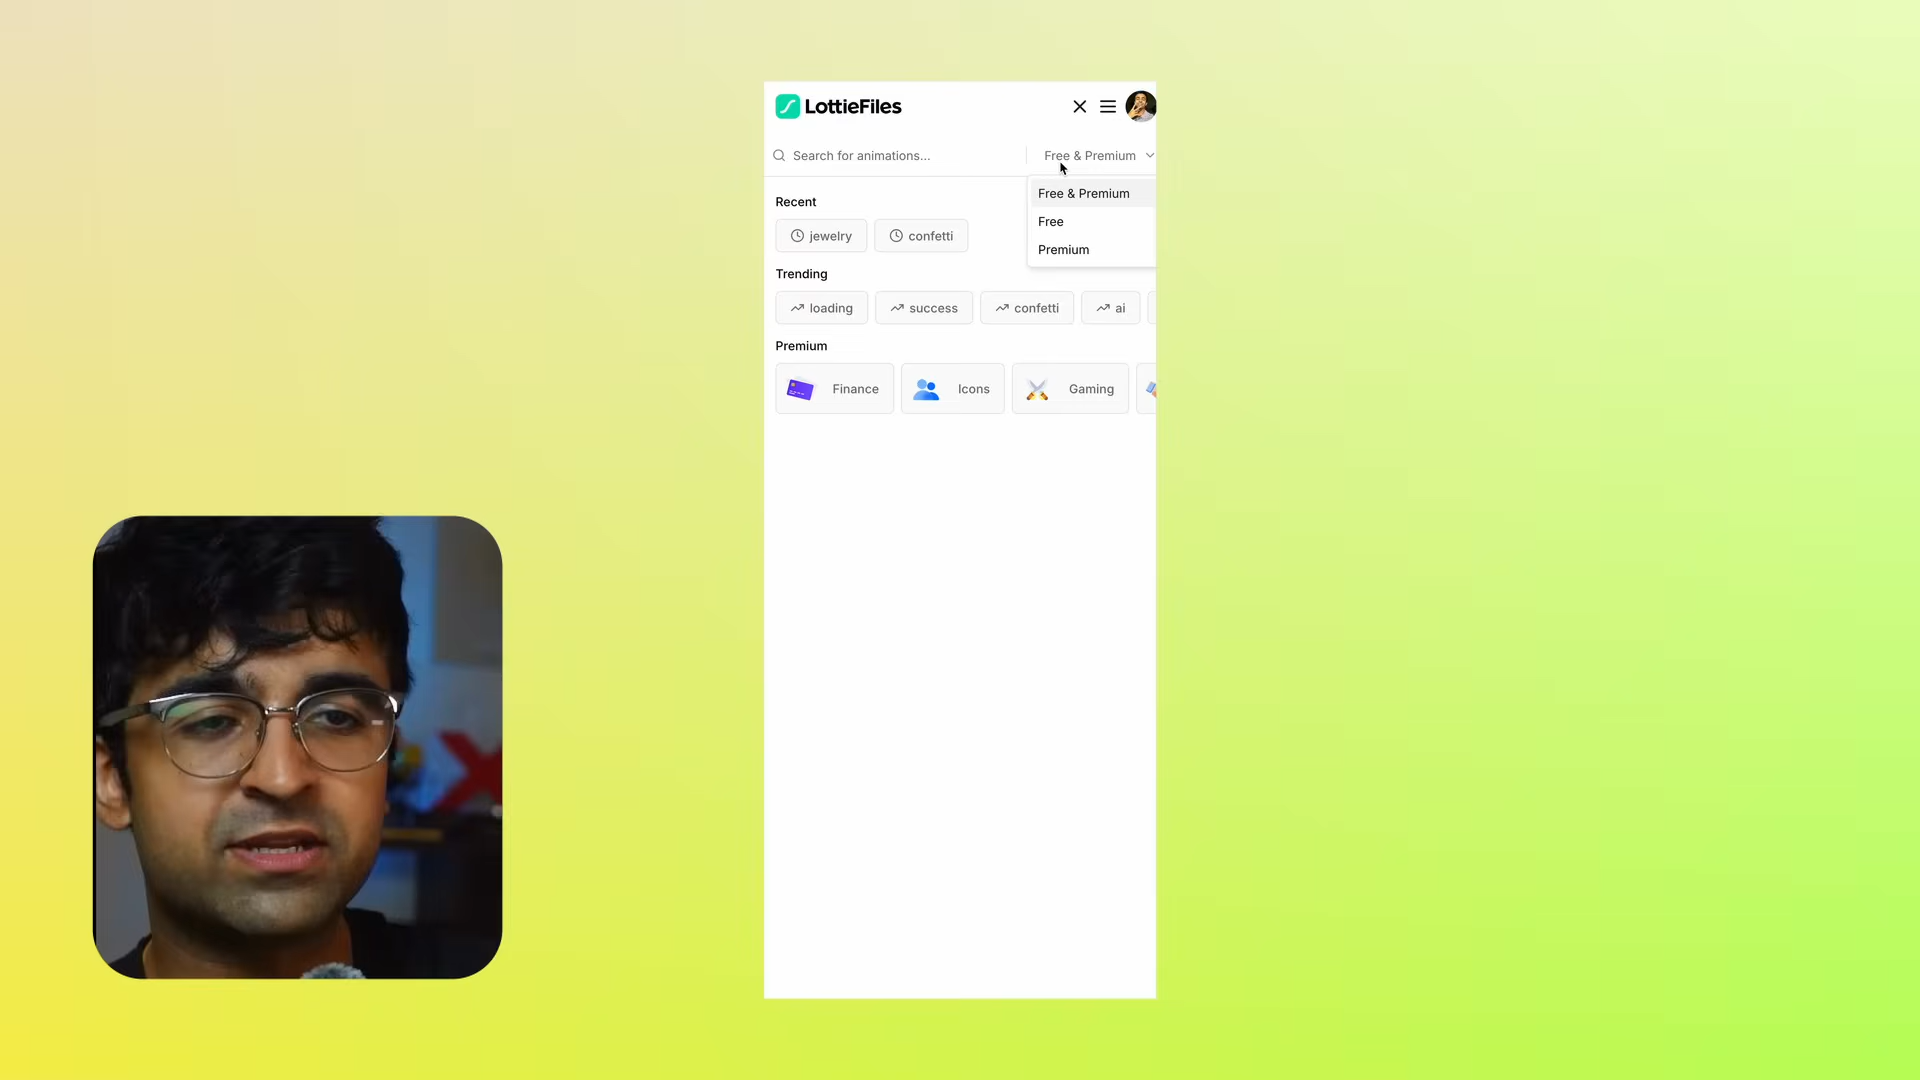 LottieFiles
Search for animations...
Free & Premium
Free & Premium
Free
Premium
Recent
jewelry
confetti
Trending
loading
success
confetti
ai
Premium
Finance
Icons
Gaming